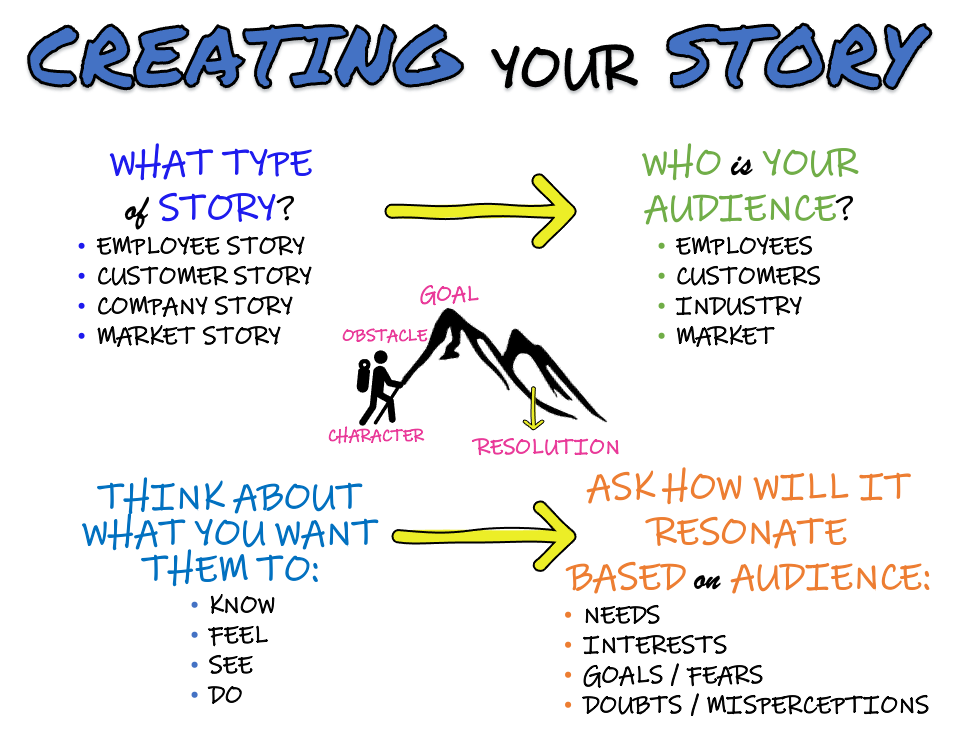 CREATING YOUR STORY
WHAT TYPE
of STORY?
• EMPLOYEE STORY
• CUSTOMER STORY
• COMPANY STORY
• MARKET STORY
WHO is YOUR
AUDIENCE?
• EMPLOYEES
• CUSTOMERS
• INDUSTRY
• MARKET
GOAL
OBSTACLE
CHARACTER
RESOLUTION
THINK ABOUT
WHAT YOU WANT
THEM TO:
• KNOW
• FEEL
• SEE
• DO
ASK HOW WILL IT
RESONATE
BASED on AUDIENCE:
• NEEDS
• INTERESTS
• GOALS / FEARS
• DOUBTS / MISPERCEPTIONS